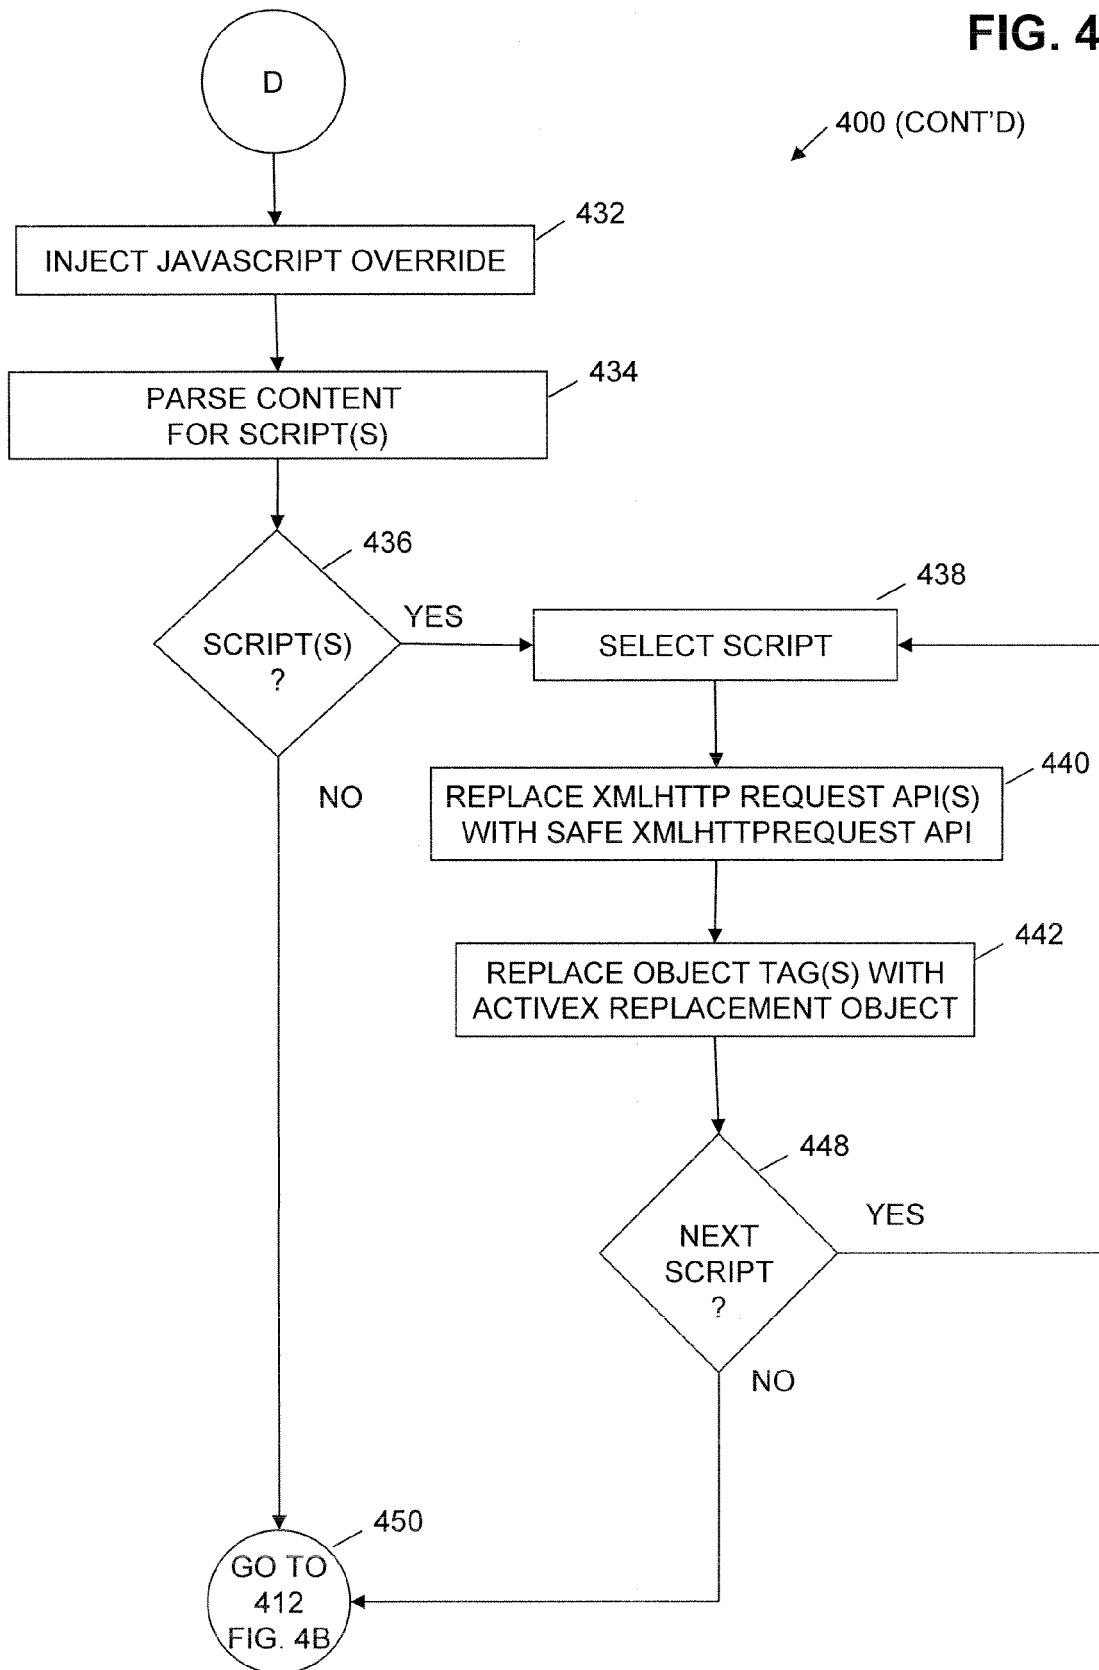 FIG. 4
D
400 (CONT'D)
432
INJECT JAVASCRIPT OVERRIDE
434
PARSE CONTENT
FOR SCRIPT(S)
436
SCRIPT(S)
?
YES
NO
438
SELECT SCRIPT
440
REPLACE XMLHTTP REQUEST API(S)
WITH SAFE XMLHTTPREQUEST API
442
REPLACE OBJECT TAG(S) WITH
ACTIVEX REPLACEMENT OBJECT
448
NEXT
SCRIPT
?
YES
NO
450
GO TO
412
FIG. 4B